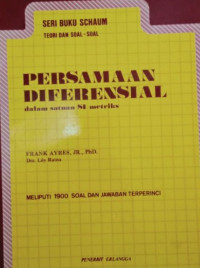 SERI BUKU SCHAUM
TEORI DAN SOAL-SOAL
PERSAMAAN
DIFERENSIAL
dalam satuan SI metriks
FRANK AYRES, JR., PhD.
Dra. Lily Ratna
MELIPUTI 1900 SOAL DAN JAWABAN TERPERINCI
PENERBIT ERLANGGA